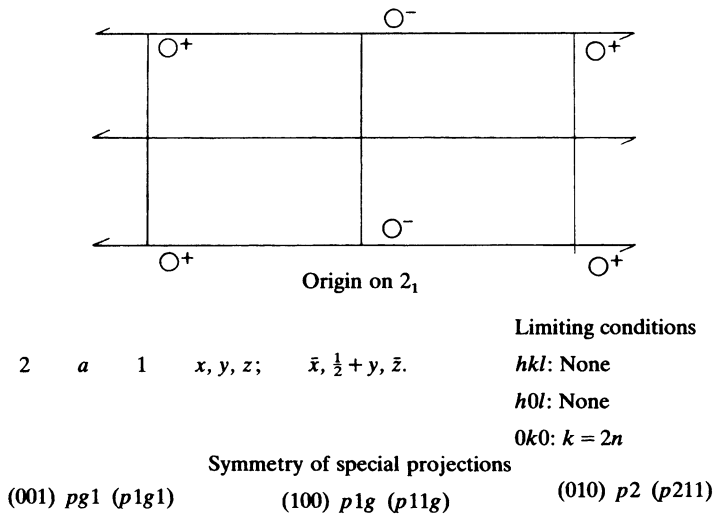 −
+ +
−
+ +
Origin on 2₁
Limiting conditions
2 a 1 x, y, z; x̄, ½ + y, z̄. hkl: None
h0l: None
0k0: k = 2n
Symmetry of special projections
(001) pg1 (p1g1) (100) p1g (p11g) (010) p2 (p211)